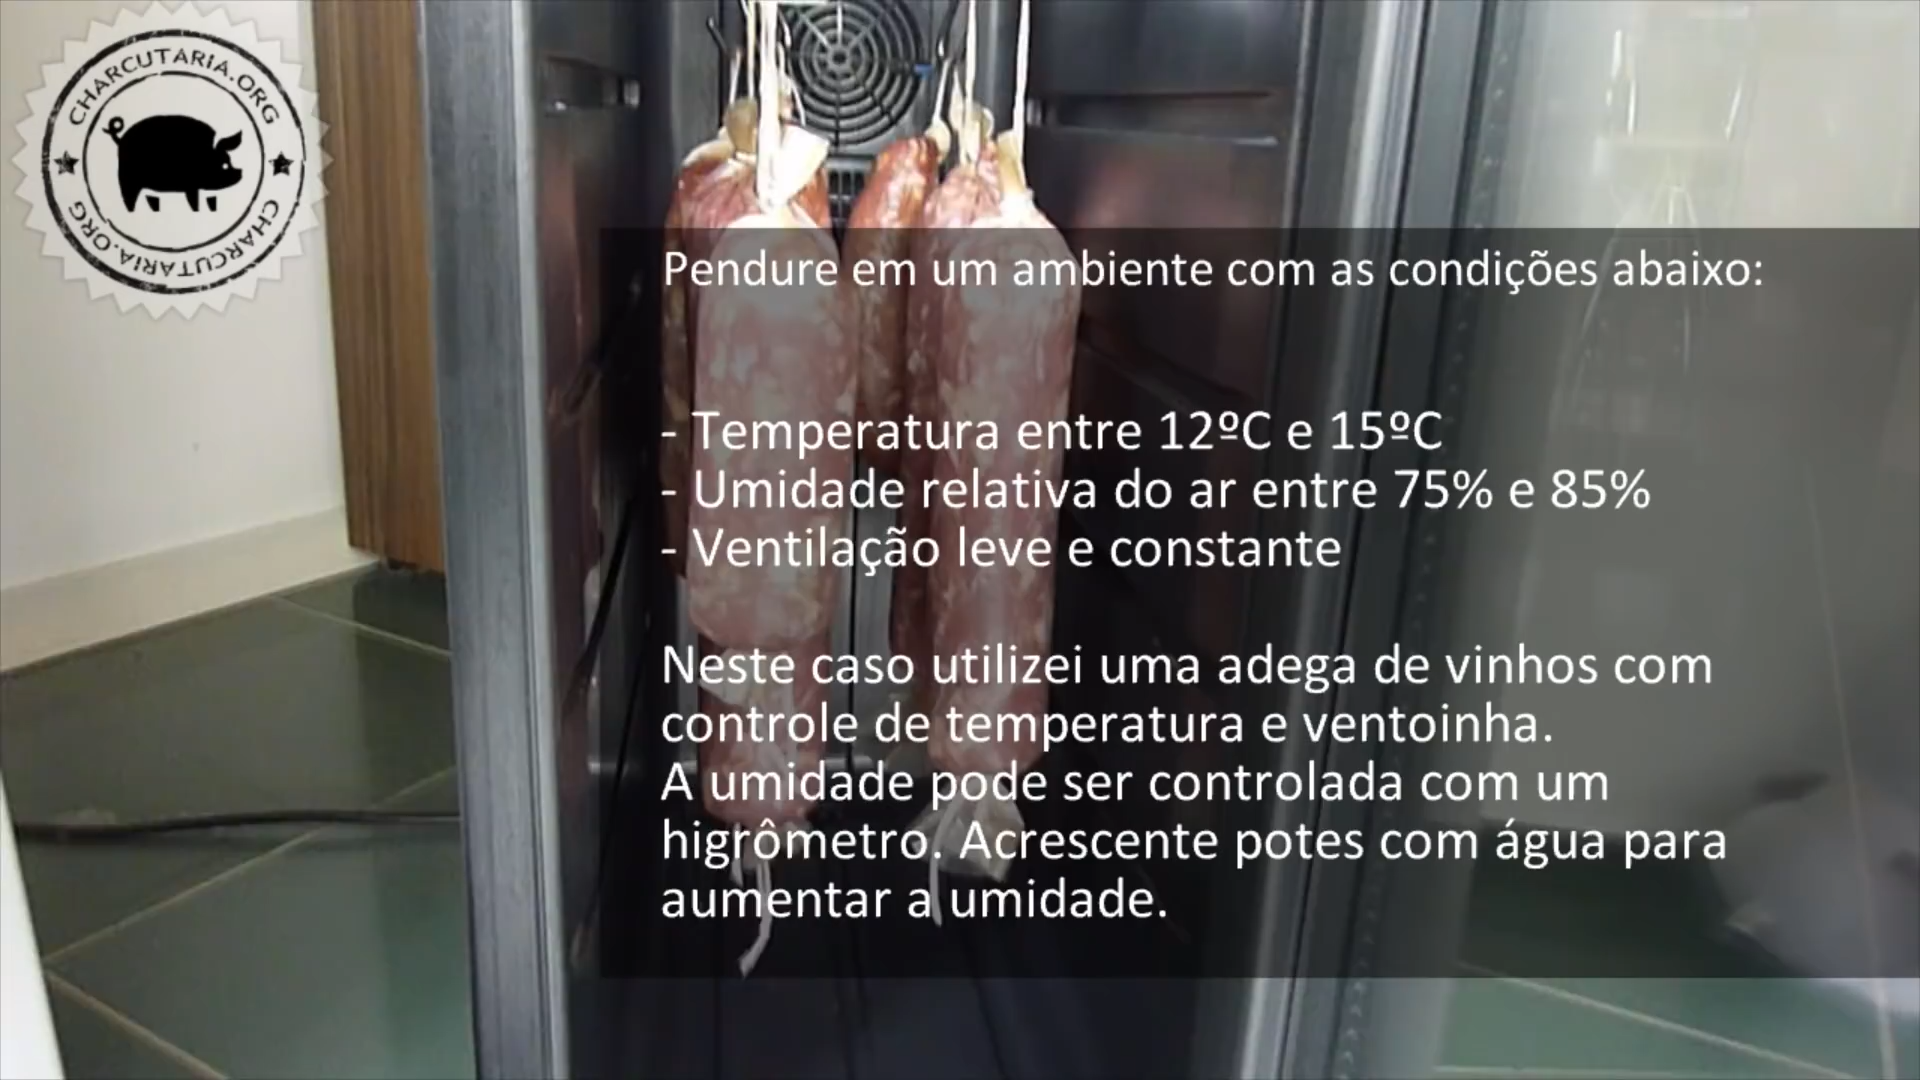 CHARCUTARIA.ORG
CHARCUTARIA.ORG
Pendure em um ambiente com as condições abaixo:
- Temperatura entre 12ºC e 15ºC
- Umidade relativa do ar entre 75% e 85%
- Ventilação leve e constante
Neste caso utilizei uma adega de vinhos com
controle de temperatura e ventoinha.
A umidade pode ser controlada com um
higrômetro. Acrescente potes com água para
aumentar a umidade.